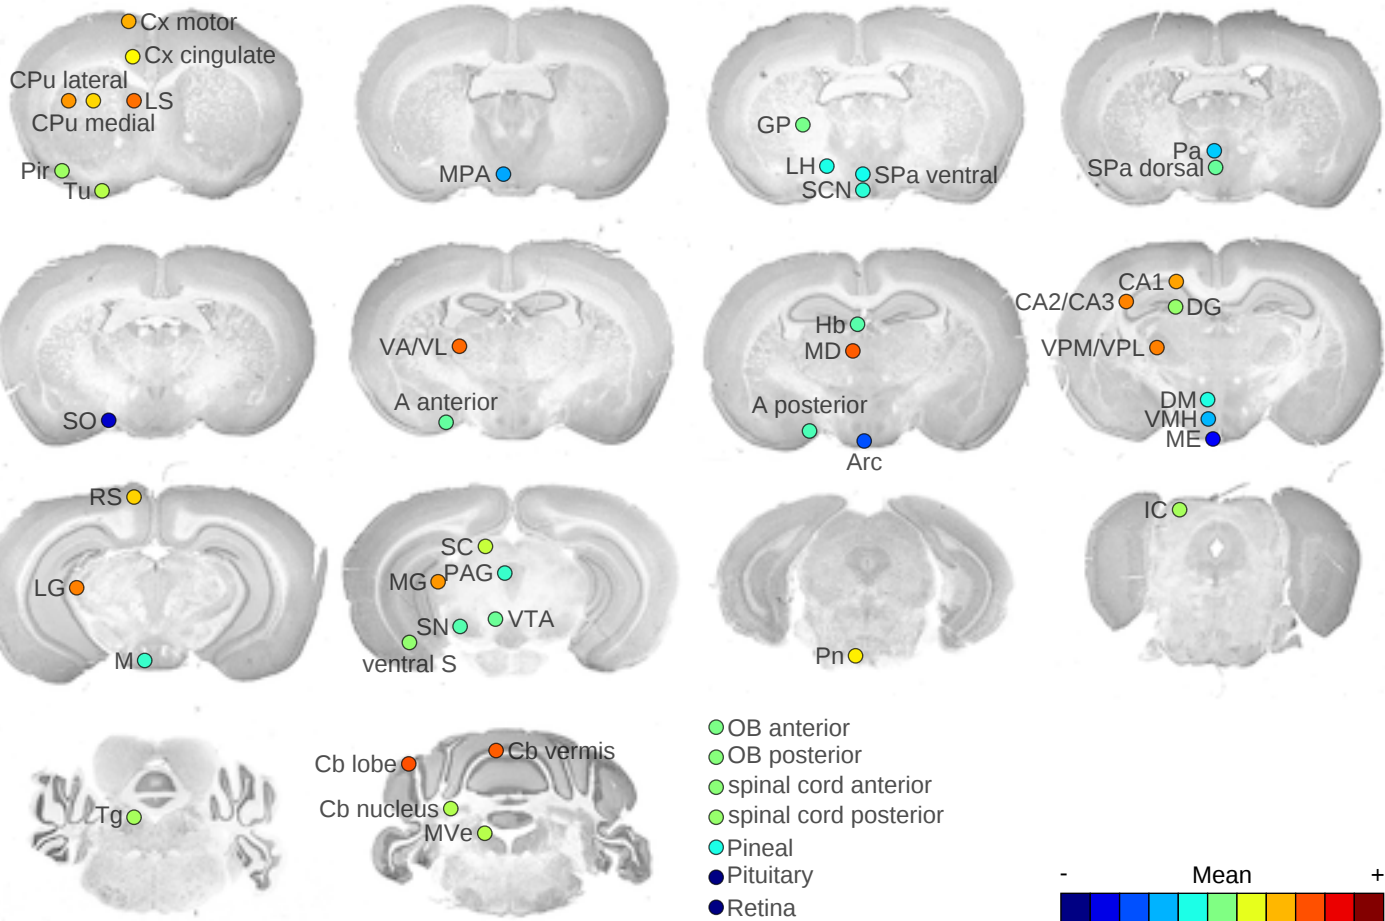 Cx motor
Cx cingulate
CPu lateral
LS
CPu medial
Pir
Tu
MPA
GP
LH
SPa ventral
SCN
Pa
SPa dorsal
SO
VA/VL
A anterior
Hb
MD
A posterior
Arc
CA1
CA2/CA3
DG
VPM/VPL
DM
VMH
ME
RS
LG
M
SC
MG
PAG
SN
VTA
ventral S
Pn
IC
Tg
Cb lobe
Cb vermis
Cb nucleus
MVe
OB anterior
OB posterior
spinal cord anterior
spinal cord posterior
Pineal
Pituitary
Retina
- Mean +